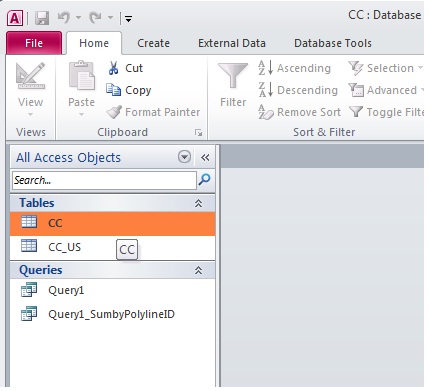 A
CC : Database
File Home Create External Data Database Tools
View
Paste
Cut
Copy
Format Painter
Filter
Ascending
Descending
Remove Sort
Selection
Advanced
Toggle Filte
Views Clipboard Sort & Filter
All Access Objects
Search...
Tables
CC
CC_US
CC
Queries
Query1
Query1_SumbyPolylineID